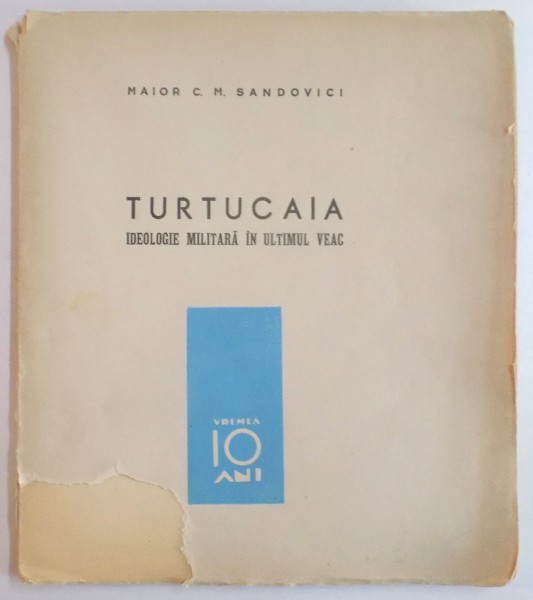 MAIOR C. M. SANDOVICI
TURTUCAIA
IDEOLOGIE MILITARĂ ÎN ULTIMUL VEAC
VREMEA
10
ANI